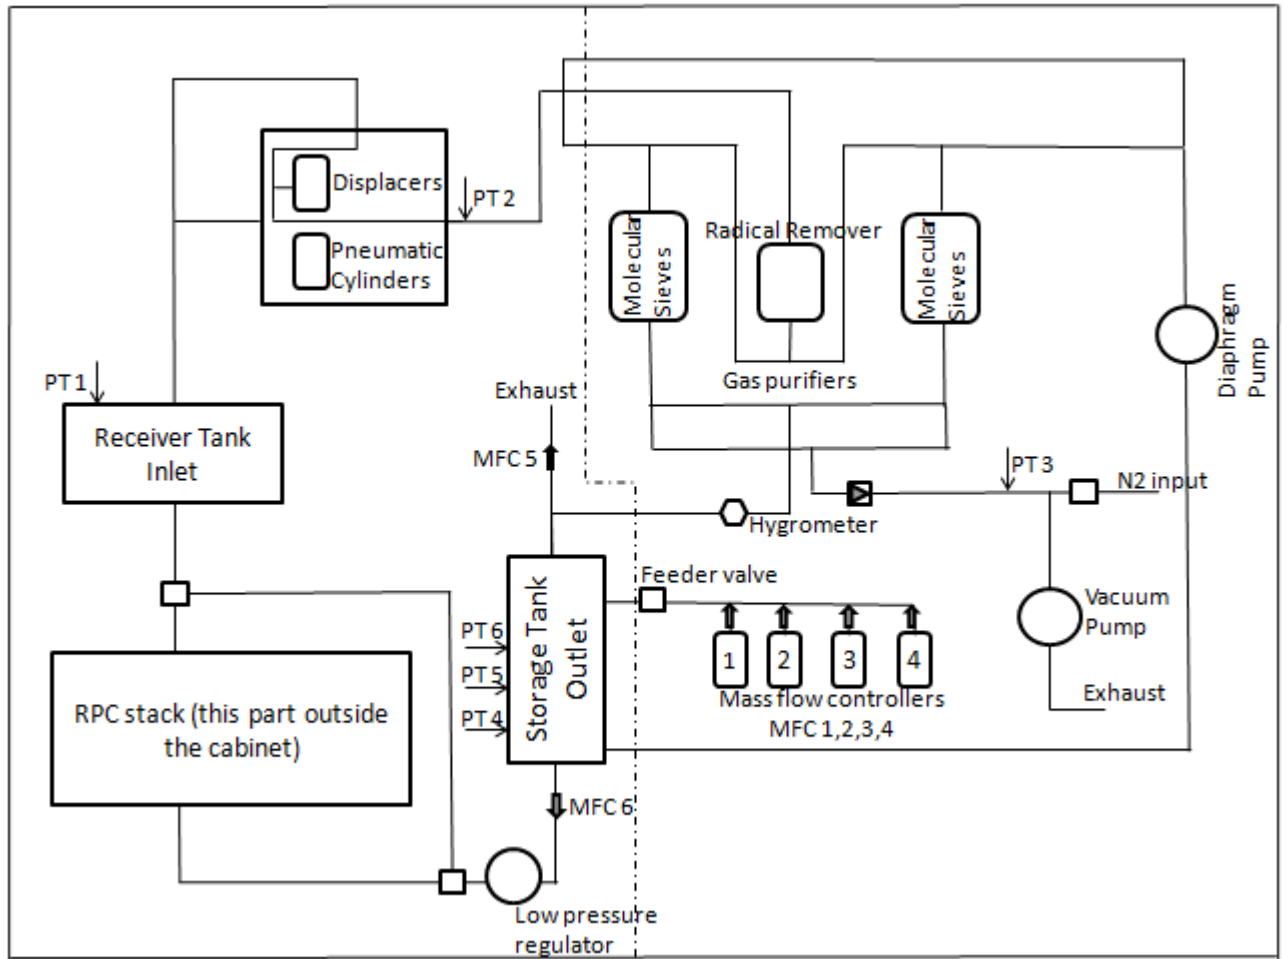 Displacers
PT 2
Pneumatic
Cylinders
Molecular
Sieves
Radical Remover
Molecular
Sieves
Diaphragm
Pump
PT 1
Exhaust
Gas purifiers
Receiver Tank
Inlet
MFC 5
PT 3
N2 input
Hygrometer
Feeder valve
Storage Tank
Outlet
Vacuum
Pump
PT 6
PT 5
PT 4
1
2
3
4
Mass flow controllers
MFC 1,2,3,4
Exhaust
RPC stack (this part outside
the cabinet)
MFC 6
Low pressure
regulator